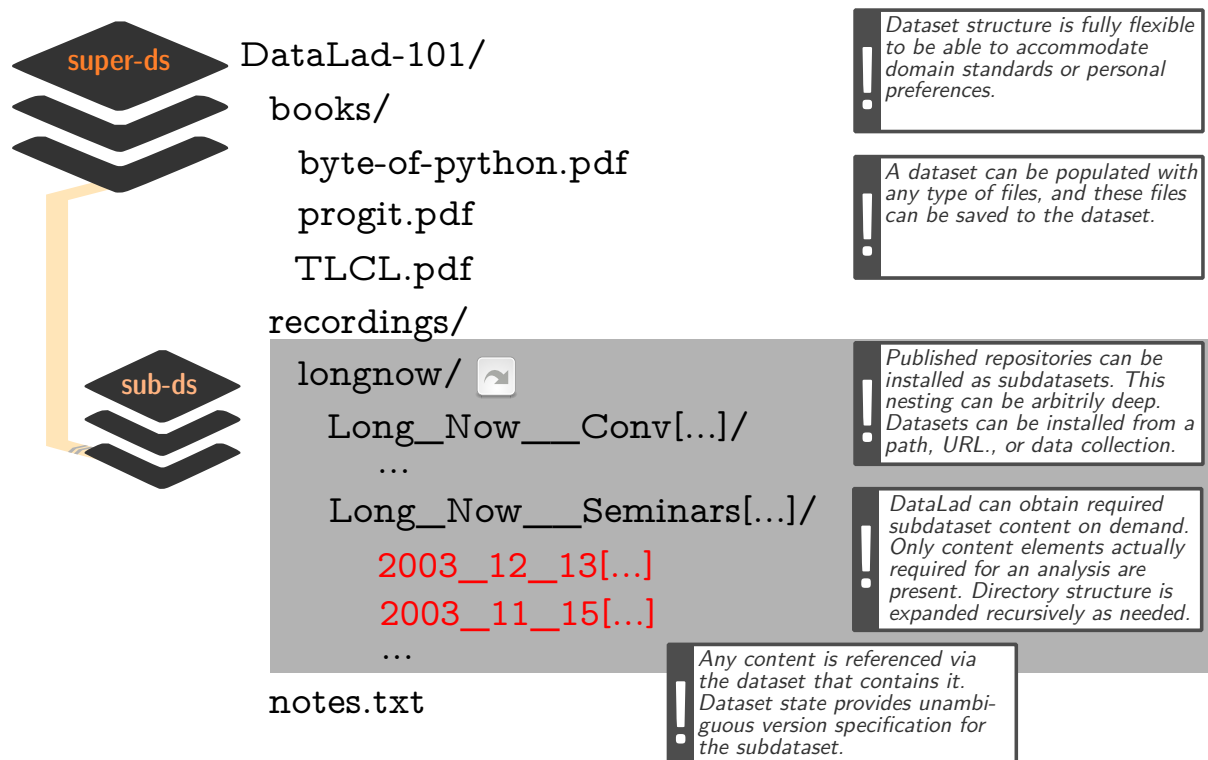 super-ds
DataLad-101/
books/
byte-of-python.pdf
progit.pdf
TLCL.pdf
recordings/
sub-ds
longnow/
Long__Now___Conv[...]/
...
Long__Now___Seminars[...]/
2003__12__13[...]
2003__11__15[...]
...
notes.txt
!
Dataset structure is fully flexible
to be able to accommodate
domain standards or personal
preferences.
!
A dataset can be populated with
any type of files, and these files
can be saved to the dataset.
!
Published repositories can be
installed as subdatasets. This
nesting can be arbitrily deep.
Datasets can be installed from a
path, URL., or data collection.
!
DataLad can obtain required
subdataset content on demand.
Only content elements actually
required for an analysis are
present. Directory structure is
expanded recursively as needed.
!
Any content is referenced via
the dataset that contains it.
Dataset state provides unambi-
guous version specification for
the subdataset.